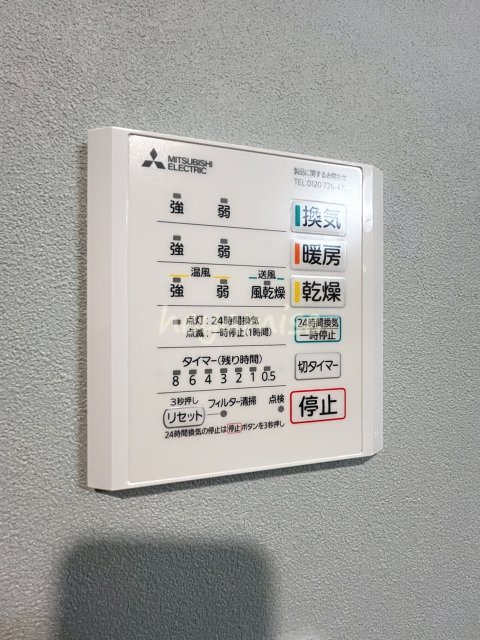 MITSUBISHI
ELECTRIC
製品に関するお問合せ
TEL 0120-726-471
強 弱 換気
強 弱 暖房
温風 送風
強 弱 風乾燥 乾燥
点灯：24時間換気
点滅：一時停止(1時間)
24時間換気
一時停止
タイマー(残り時間)
8 6 4 3 2 1 0.5
切タイマー
3秒押し
リセット フィルター清掃 点検
停止
24時間換気の停止は停止ボタンを3秒押し